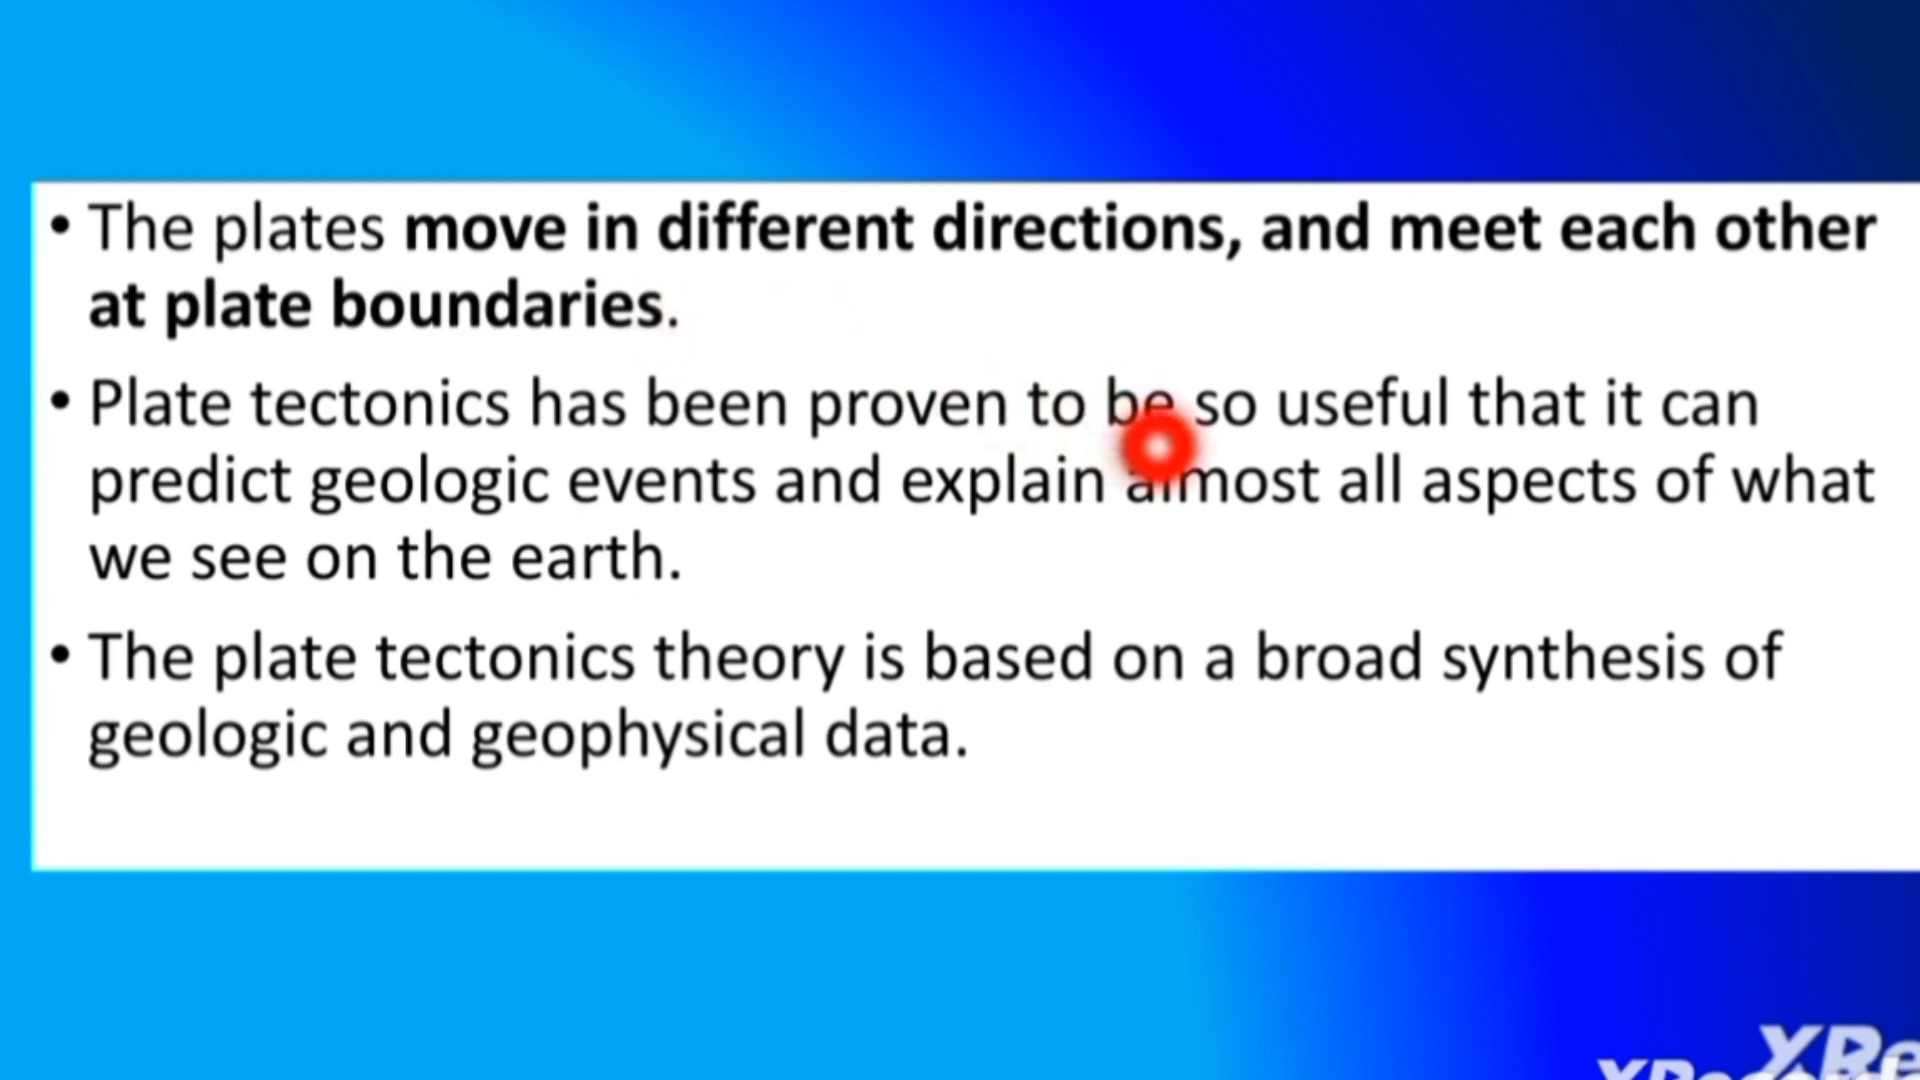 • The plates move in different directions, and meet each other
at plate boundaries.
• Plate tectonics has been proven to be so useful that it can
predict geologic events and explain almost all aspects of what
we see on the earth.
• The plate tectonics theory is based on a broad synthesis of
geologic and geophysical data.